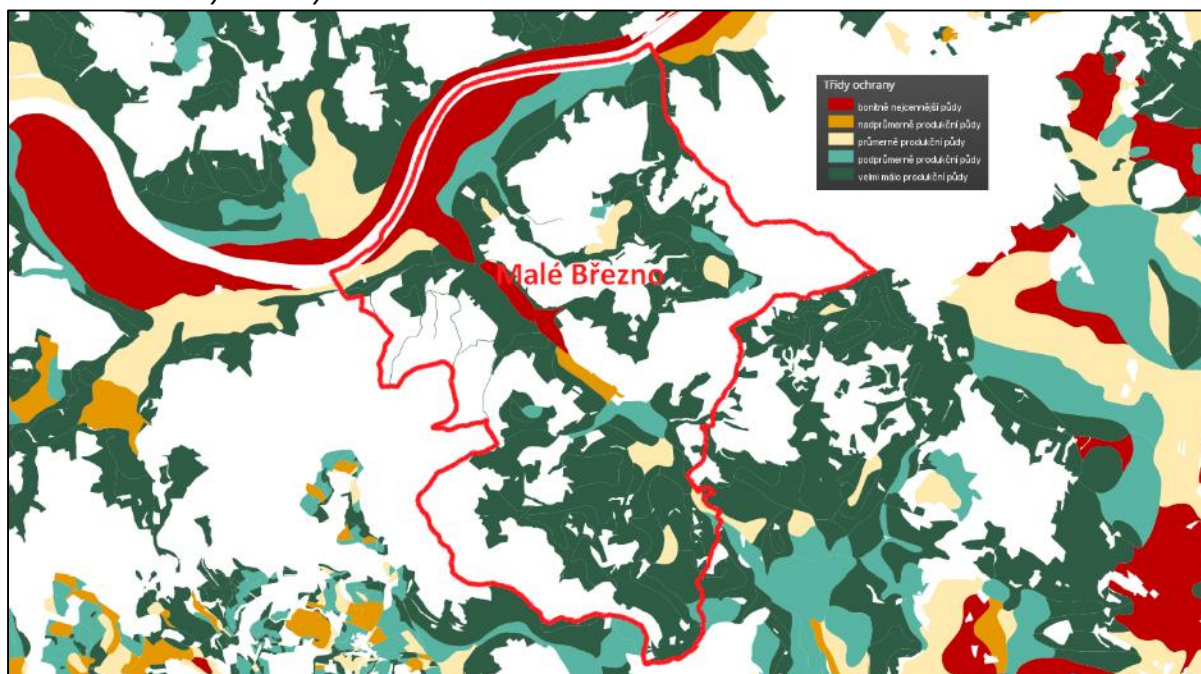 Třídy ochrany
bonitně nejcennější půdy
nadprůměrně produkční půdy
průměrně produkční půdy
podprůměrně produkční půdy
velmi málo produkční půdy
Malé Březno